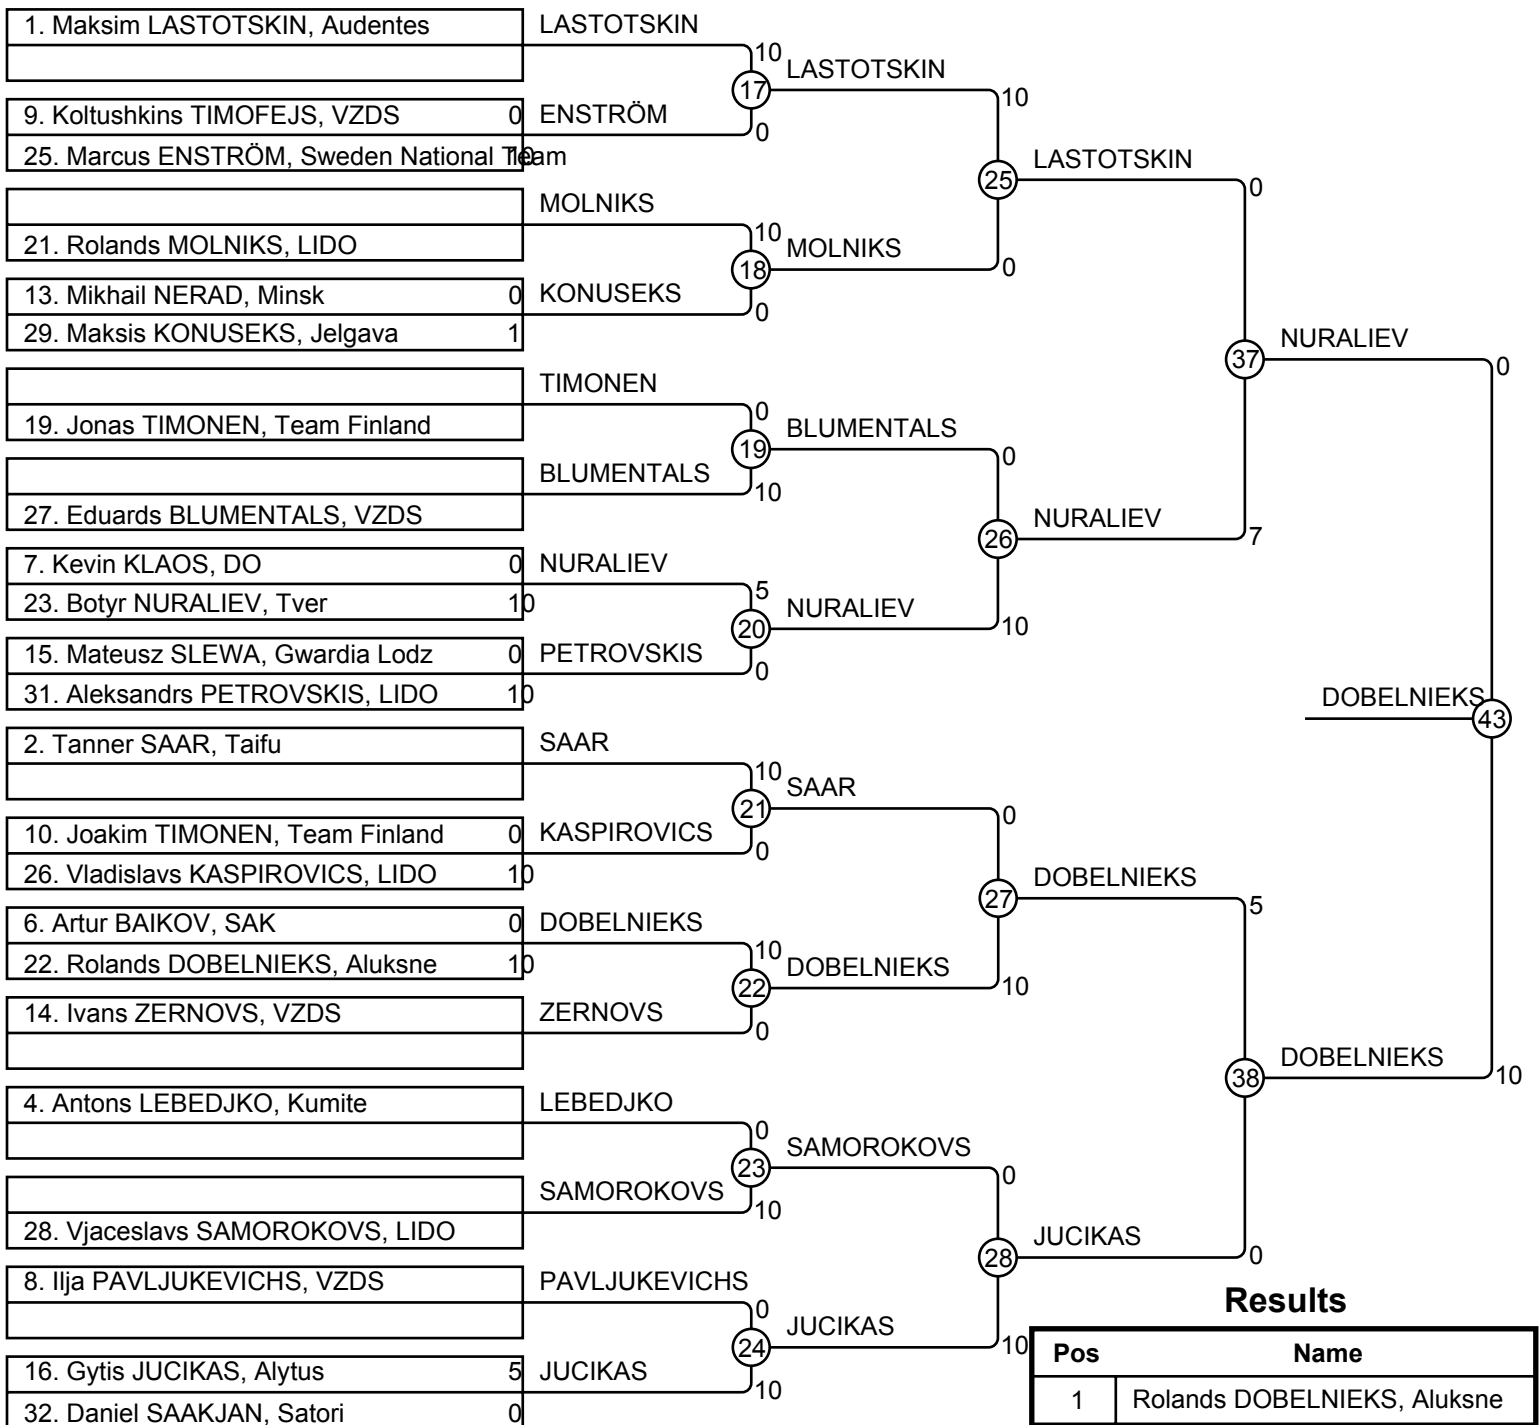 1. Maksim LASTOTSKIN, Audentes
LASTOTSKIN
10
17
LASTOTSKIN
9. Koltushkins TIMOFEJS, VZDS 0
ENSTRÖM
0
25. Marcus ENSTRÖM, Sweden National Team 10
10
25
LASTOTSKIN
MOLNIKS
10
21. Rolands MOLNIKS, LIDO
18
MOLNIKS
0
13. Mikhail NERAD, Minsk 0
KONUSEKS
0
29. Maksis KONUSEKS, Jelgava 1
0
37
NURALIEV
TIMONEN
0
19. Jonas TIMONEN, Team Finland
19
BLUMENTALS
BLUMENTALS
10
27. Eduards BLUMENTALS, VZDS
0
26
NURALIEV
7
7. Kevin KLAOS, DO 0
NURALIEV
5
23. Botyr NURALIEV, Tver 10
20
NURALIEV
10
15. Mateusz SLEWA, Gwardia Lodz 0
PETROVSKIS
0
31. Aleksandrs PETROVSKIS, LIDO 10
0
DOBELNIEKS
43
2. Tanner SAAR, Taifu
SAAR
10
21
SAAR
10. Joakim TIMONEN, Team Finland 0
KASPIROVICS
0
26. Vladislavs KASPIROVICS, LIDO 10
0
27
DOBELNIEKS
5
6. Artur BAIKOV, SAK 0
DOBELNIEKS
10
22. Rolands DOBELNIEKS, Aluksne 10
22
DOBELNIEKS
10
14. Ivans ZERNOVS, VZDS
ZERNOVS
0
38
DOBELNIEKS
10
4. Antons LEBEDJKO, Kumite
LEBEDJKO
0
23
SAMOROKOVS
0
SAMOROKOVS
10
28. Vjaceslavs SAMOROKOVS, LIDO
28
JUCIKAS
0
8. Ilja PAVLJUKEVICHS, VZDS
PAVLJUKEVICHS
0
24
JUCIKAS
10
16. Gytis JUCIKAS, Alytus 5
JUCIKAS
10
32. Daniel SAAKJAN, Satori 0
Results
Pos Name
1 Rolands DOBELNIEKS, Aluksne